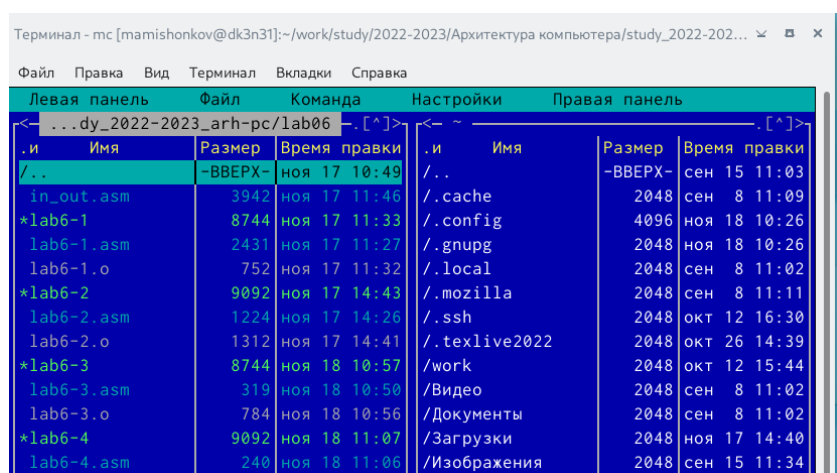 Терминал - mc [mamishonkov@dk3n31]:~/work/study/2022-2023/Архитектура компьютера/study_2022-202...
Файл Правка Вид Терминал Вкладки Справка
Левая панель Файл Команда Настройки Правая панель
<— ...dy_2022-2023_arh-pc/lab06 —.[^]> <— ~ —.[^]>
.и Имя Размер Время правки .и Имя Размер Время правки
/.. -ВВЕРХ- ноя 17 10:49 /.. -ВВЕРХ- сен 15 11:03
in_out.asm 3942 ноя 17 11:46 /.cache 2048 сен 8 11:09
*lab6-1 8744 ноя 17 11:33 /.config 4096 ноя 18 10:26
lab6-1.asm 2431 ноя 17 11:27 /.gnupg 2048 ноя 18 10:26
lab6-1.o 752 ноя 17 11:32 /.local 2048 сен 8 11:02
*lab6-2 9092 ноя 17 14:43 /.mozilla 2048 сен 8 11:11
lab6-2.asm 1224 ноя 17 14:26 /.ssh 2048 окт 12 16:30
lab6-2.o 1312 ноя 17 14:41 /.texlive2022 2048 окт 26 14:39
*lab6-3 8744 ноя 18 10:57 /work 2048 окт 12 15:44
lab6-3.asm 319 ноя 18 10:50 /Видео 2048 сен 8 11:02
lab6-3.o 784 ноя 18 10:56 /Документы 2048 сен 8 11:02
*lab6-4 9092 ноя 18 11:07 /Загрузки 2048 ноя 17 14:40
lab6-4.asm 240 ноя 18 11:06 /Изображения 2048 сен 15 11:34